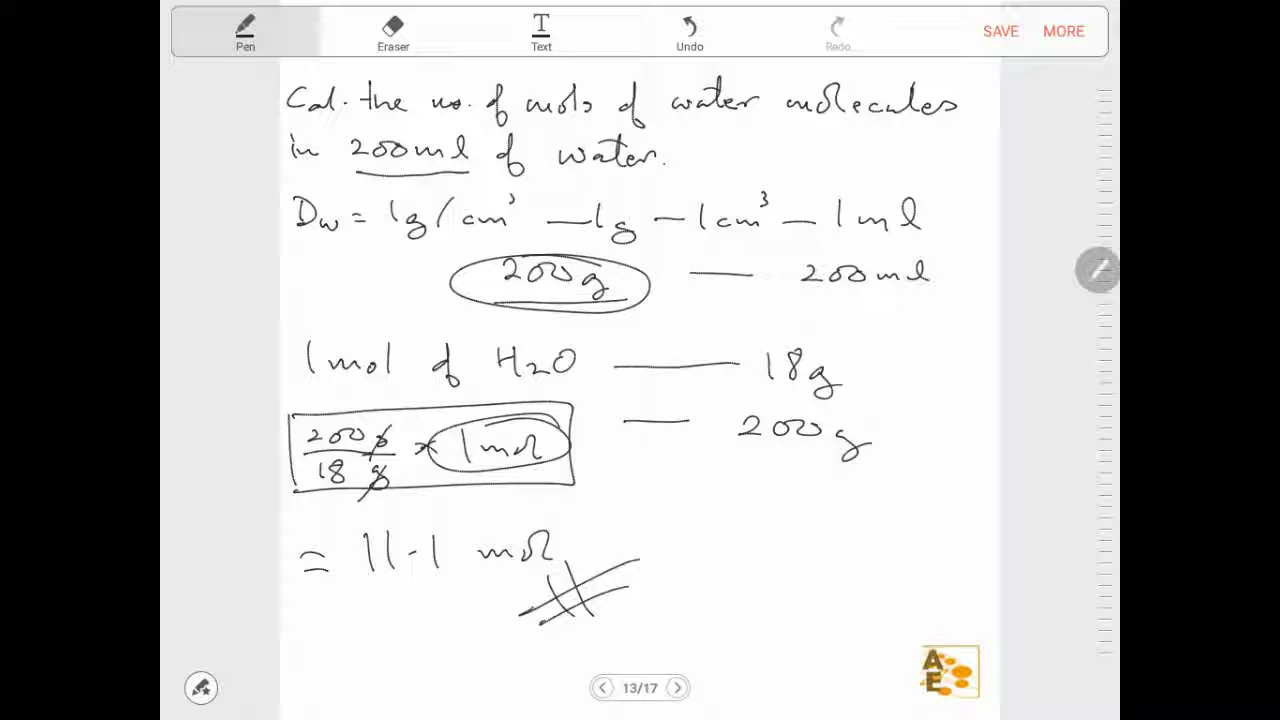 Pen Eraser Text Undo Redo SAVE MORE
Cal. the no. of mols of water molecules
in 200ml of water.
Dw = 1g/cm³ — 1g — 1cm³ — 1ml
200g — 200ml
1mol of H2O — 18g
200g/18g × 1mol — 200g
= 11.1 mol
AE
13/17